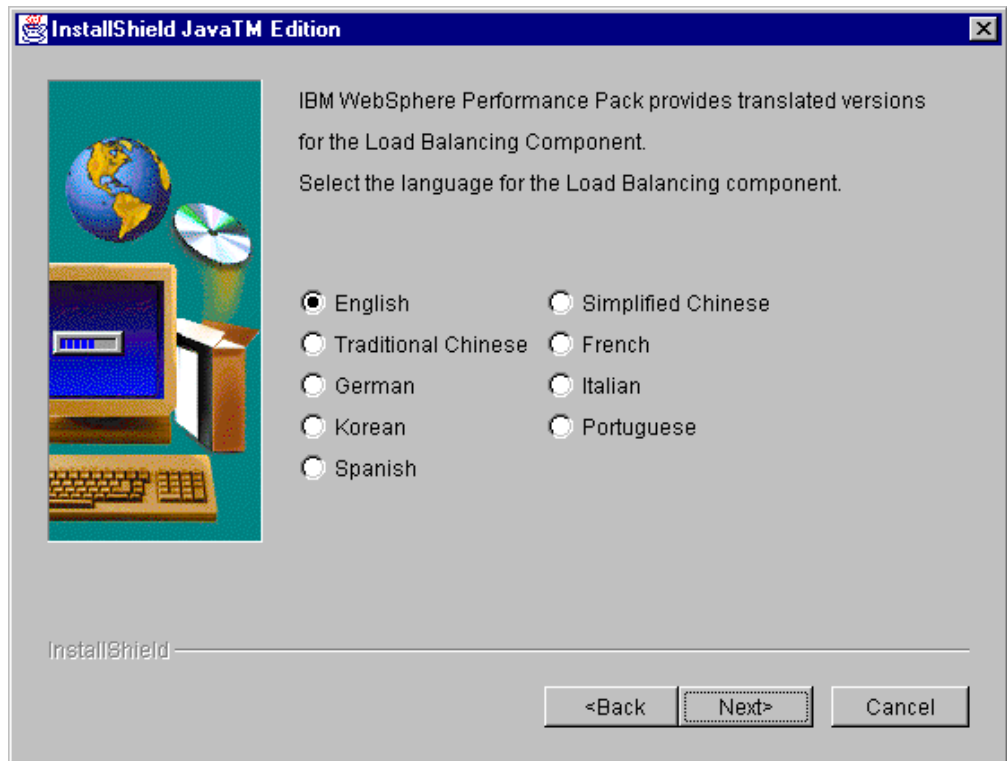 InstallShield JavaTM Edition
IBM WebSphere Performance Pack provides translated versions
for the Load Balancing Component.
Select the language for the Load Balancing component.
English
Simplified Chinese
Traditional Chinese
French
German
Italian
Korean
Portuguese
Spanish
InstallShield
<Back
Next>
Cancel